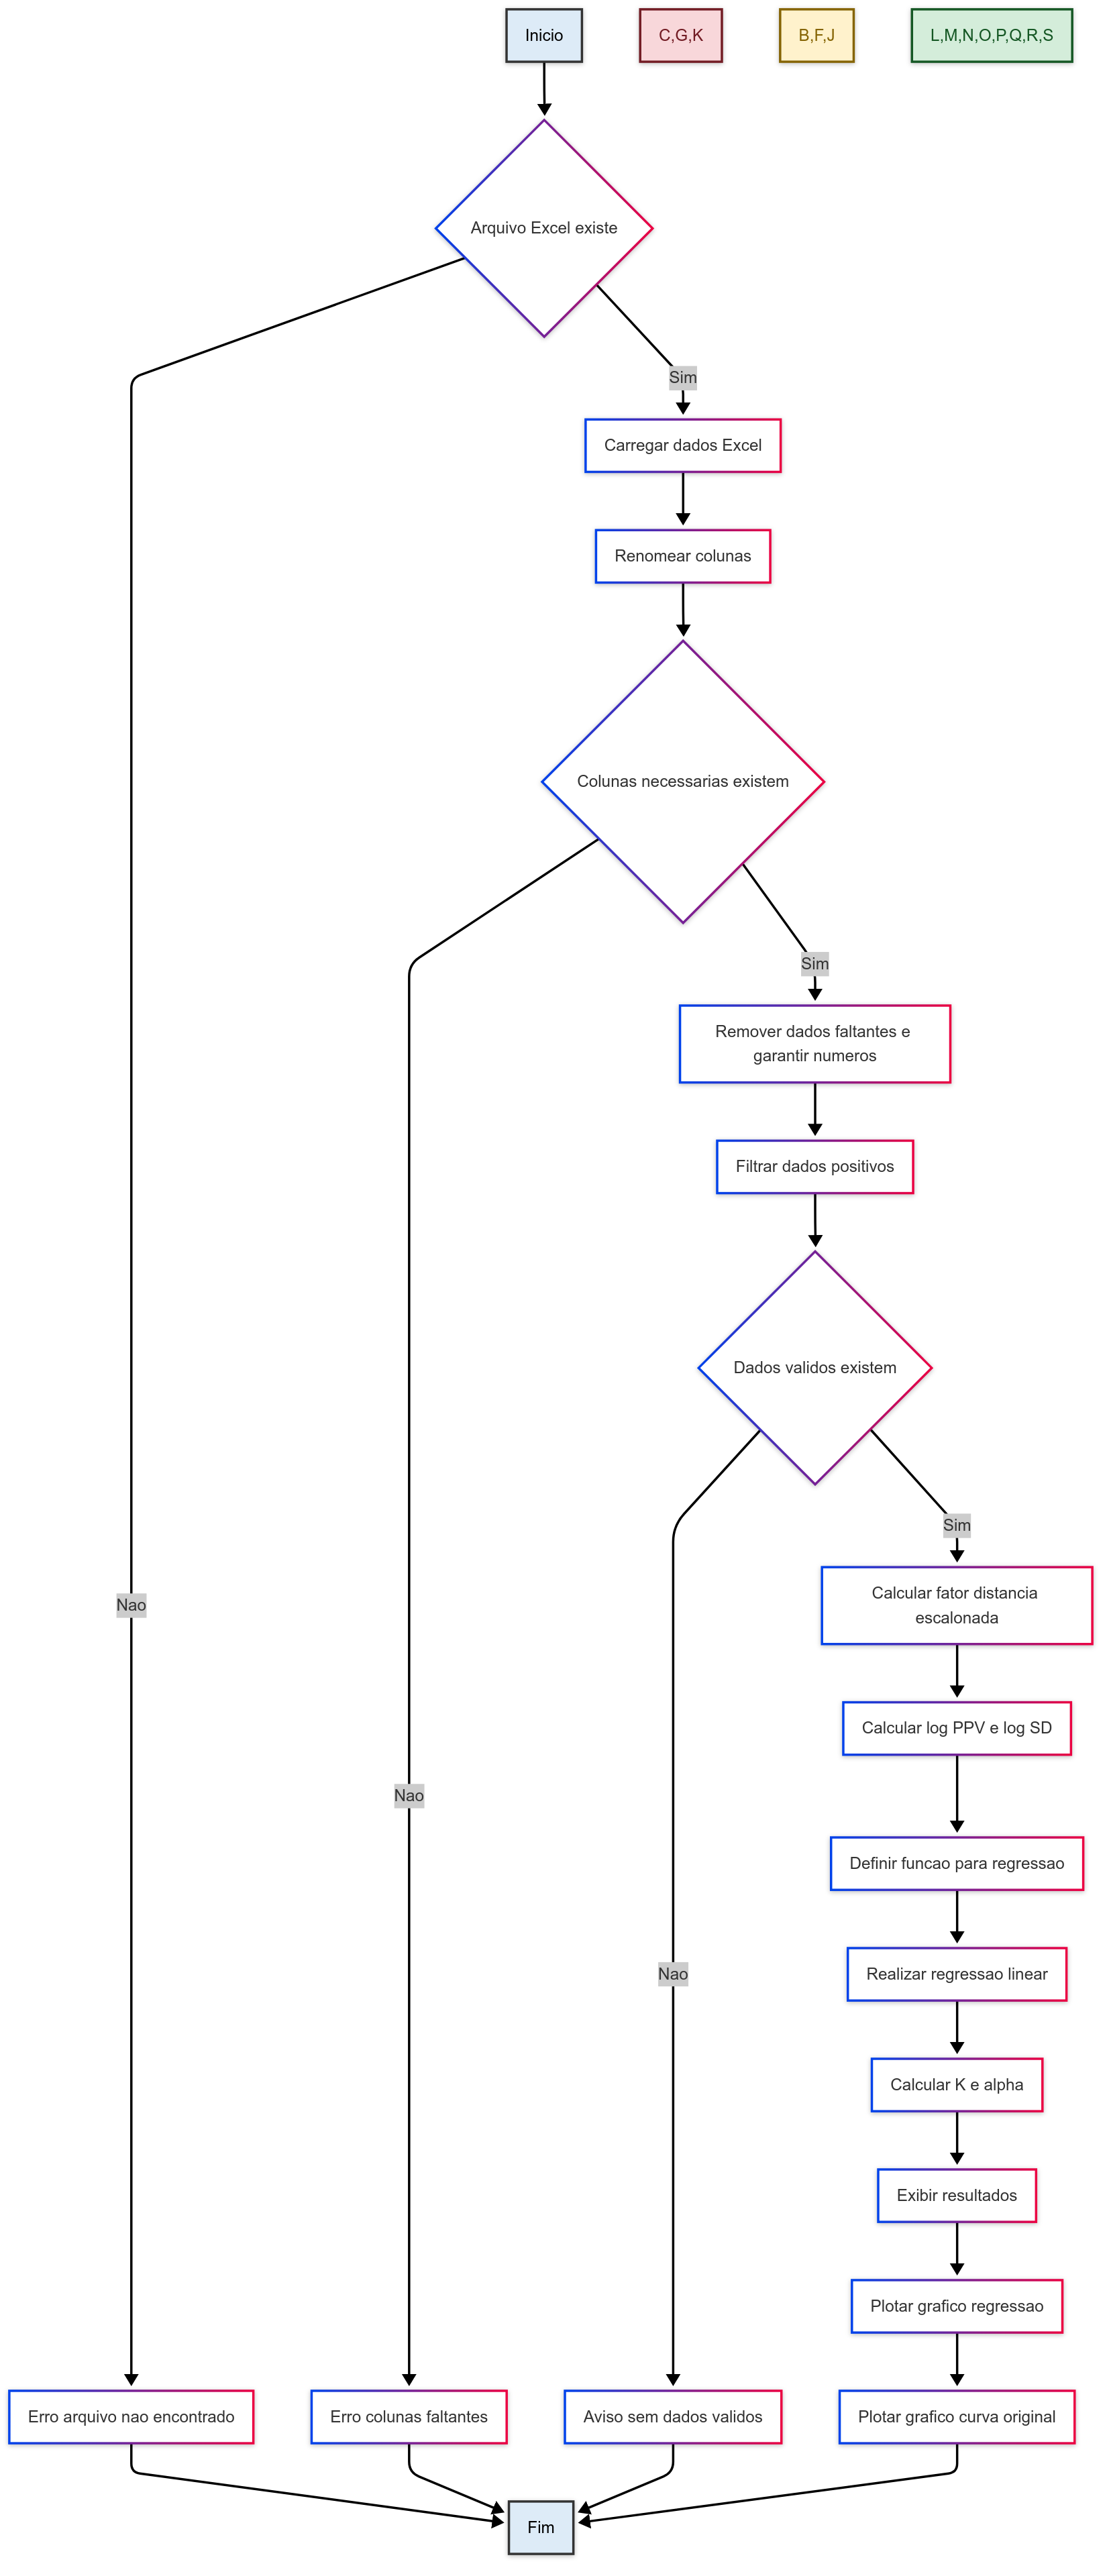 Inicio
C,G,K
B,F,J
L,M,N,O,P,Q,R,S
Arquivo Excel existe
Sim
Carregar dados Excel
Renomear colunas
Colunas necessarias existem
Sim
Remover dados faltantes e
garantir numeros
Filtrar dados positivos
Dados validos existem
Sim
Calcular fator distancia
escalonada
Nao
Calcular log PPV e log SD
Nao
Definir funcao para regressao
Nao
Realizar regressao linear
Calcular K e alpha
Exibir resultados
Plotar grafico regressao
Erro arquivo nao encontrado
Erro colunas faltantes
Aviso sem dados validos
Plotar grafico curva original
Fim